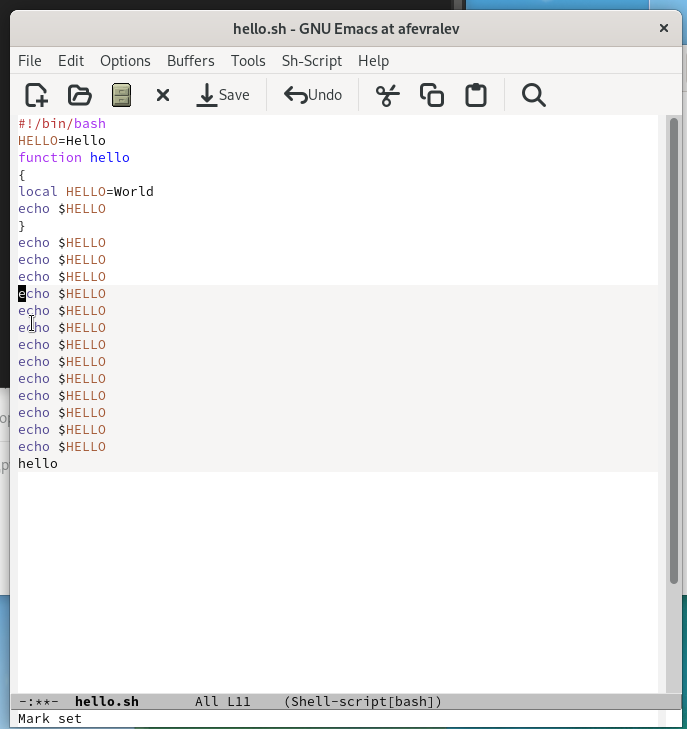 hello.sh - GNU Emacs at afevralev ×
File Edit Options Buffers Tools Sh-Script Help
Save Undo
#!/bin/bash
HELLO=Hello
function hello
{
local HELLO=World
echo $HELLO
}
echo $HELLO
echo $HELLO
echo $HELLO
echo $HELLO
echo $HELLO
echo $HELLO
echo $HELLO
echo $HELLO
echo $HELLO
echo $HELLO
echo $HELLO
echo $HELLO
echo $HELLO
hello
-:**- hello.sh All L11 (Shell-script[bash])
Mark set